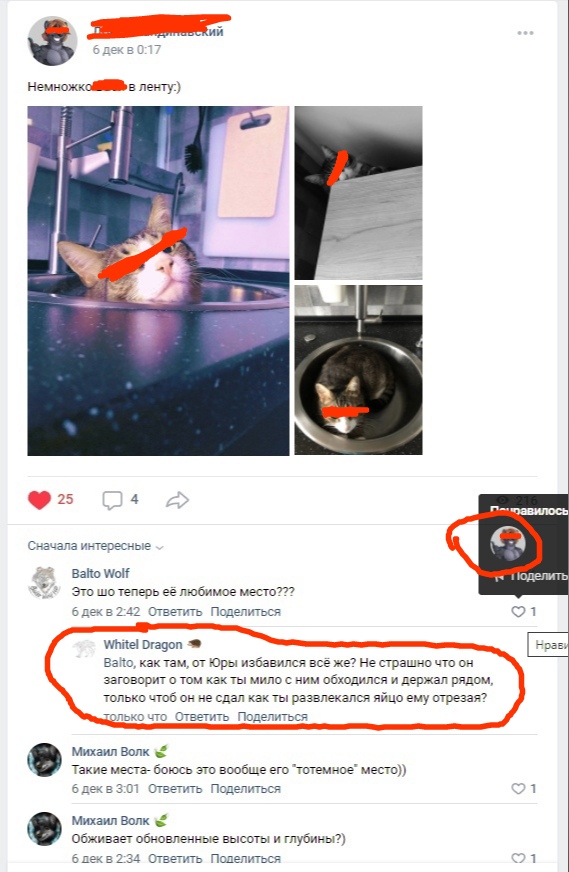 ндинавский
6 дек в 0:17
Немножко в ленту:)
25 4 216
Понравилось
Поделить
Сначала интересные
Balto Wolf
Это шо теперь её любимое место???
6 дек в 2:42 Ответить Поделиться 1
Нрави
Whitel Dragon
Balto, как там, от Юры избавился всё же? Не страшно что он
заговорит о том как ты мило с ним обходился и держал рядом,
только чтоб он не сдал как ты развлекался яйцо ему отрезая?
только что Ответить Поделиться
Михаил Волк
Такие места- боюсь это вообще его "тотемное" место))
6 дек в 3:01 Ответить Поделиться 1
Михаил Волк
Обживает обновленные высоты и глубины?)
6 дек в 2:34 Ответить Поделиться 1